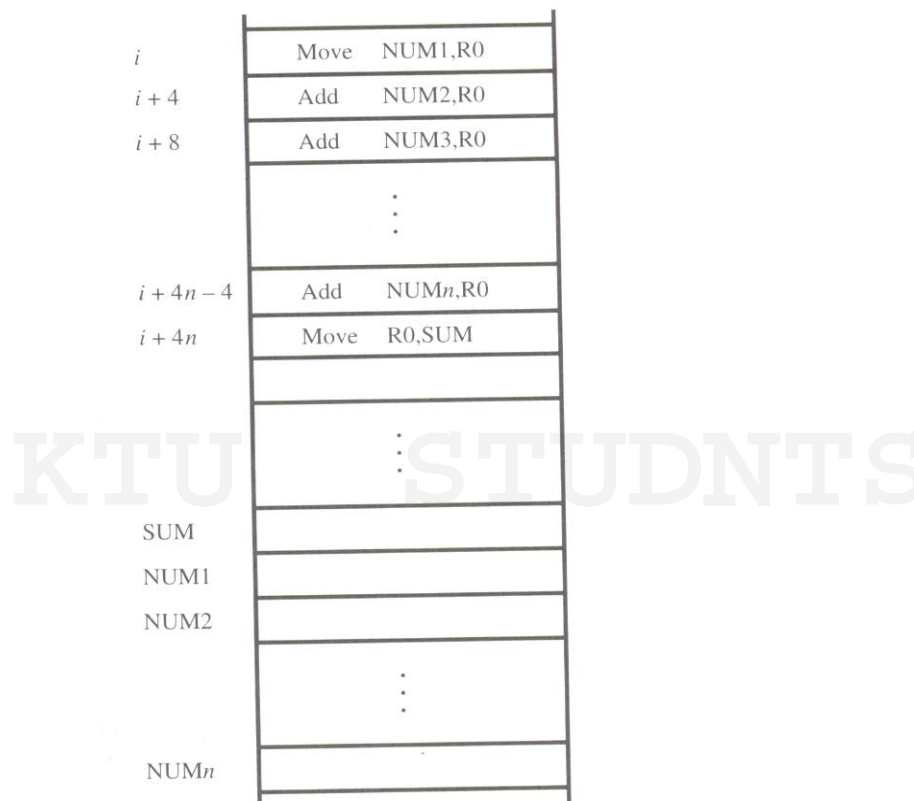 i Move NUM1,R0
i + 4 Add NUM2,R0
i + 8 Add NUM3,R0
i + 4n – 4 Add NUMn,R0
i + 4n Move R0,SUM
KTU STUDNTS
SUM
NUM1
NUM2
NUMn